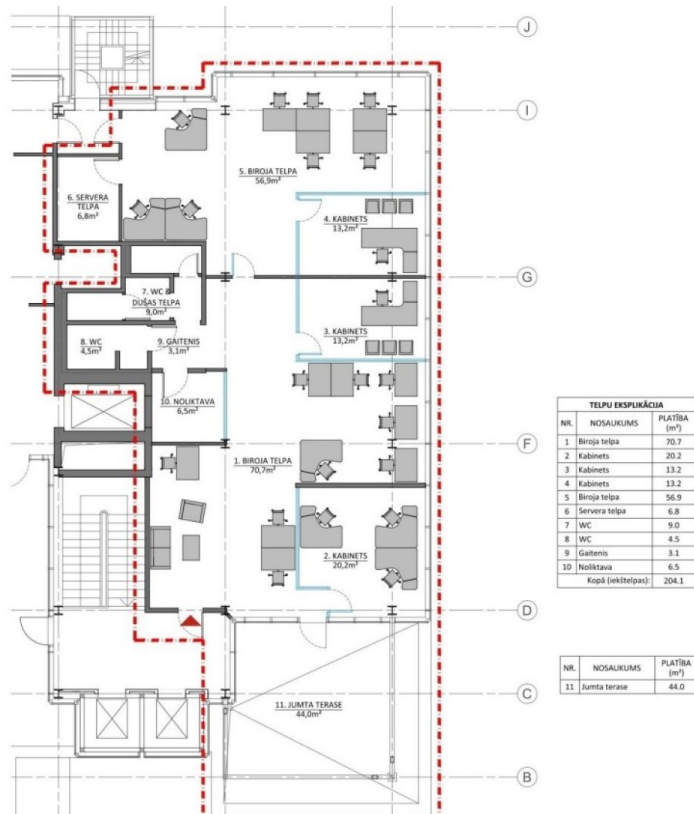 J
I
5. BIROJA TELPA
56,9m²
6. SERVERA
TELPA
6,8m²
4. KABINETS
13,2m²
G
7. WC &
DUŠAS TELPA
9,0m²
3. KABINETS
13,2m²
8. WC
4,5m²
9. GAITENIS
3,1m²
10. NOLIKTAVA
6,5m²
F
1. BIROJA TELPA
70,7m²
2. KABINETS
20,2m²
D
C
11. JUMTA TERASE
44,0m²
B
TELPU EKSPLIKĀCIJA
NR. NOSAUKUMS PLATĪBA (m²)
1 Biroja telpa 70.7
2 Kabinets 20.2
3 Kabinets 13.2
4 Kabinets 13.2
5 Biroja telpa 56.9
6 Servera telpa 6.8
7 WC 9.0
8 WC 4.5
9 Gaitenis 3.1
10 Noliktava 6.5
Kopā (iekštelpas): 204.1
NR. NOSAUKUMS PLATĪBA (m²)
11 Jumta terase 44.0